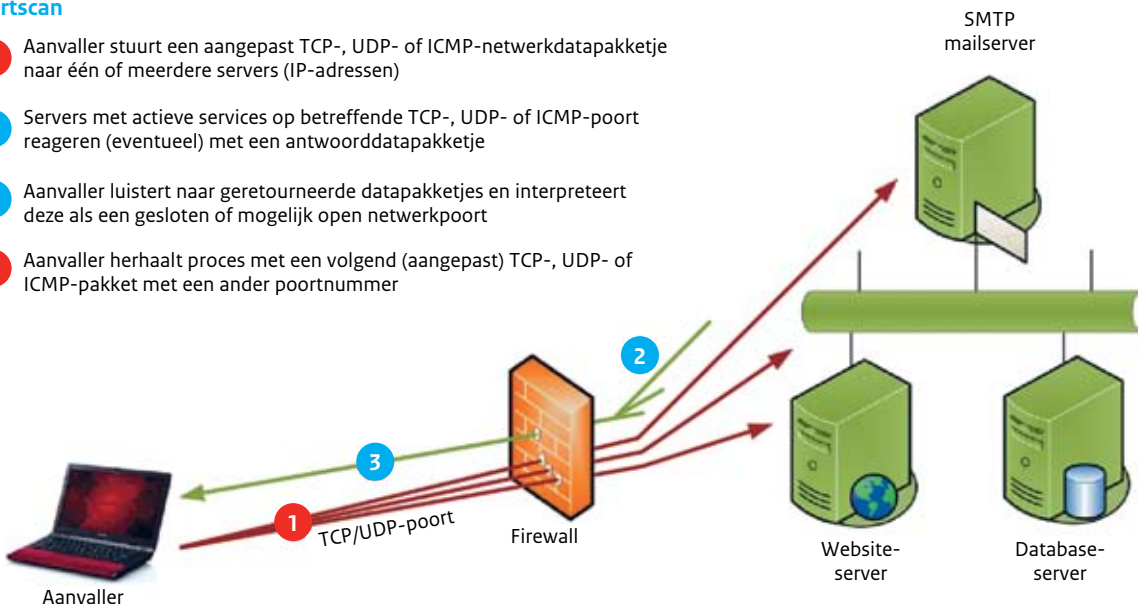 rtscan
Aanvaller stuurt een aangepast TCP-, UDP- of ICMP-netwerkdatapakketje
naar één of meerdere servers (IP-adressen)
Servers met actieve services op betreffende TCP-, UDP- of ICMP-poort
reageren (eventueel) met een antwoorddatapakketje
Aanvaller luistert naar geretourneerde datapakketjes en interpreteert
deze als een gesloten of mogelijk open netwerkpoort
Aanvaller herhaalt proces met een volgend (aangepast) TCP-, UDP- of
ICMP-pakket met een ander poortnummer
SMTP
mailserver
2
3
1
TCP/UDP-poort
Firewall
Aanvaller
Website-
server
Database-
server